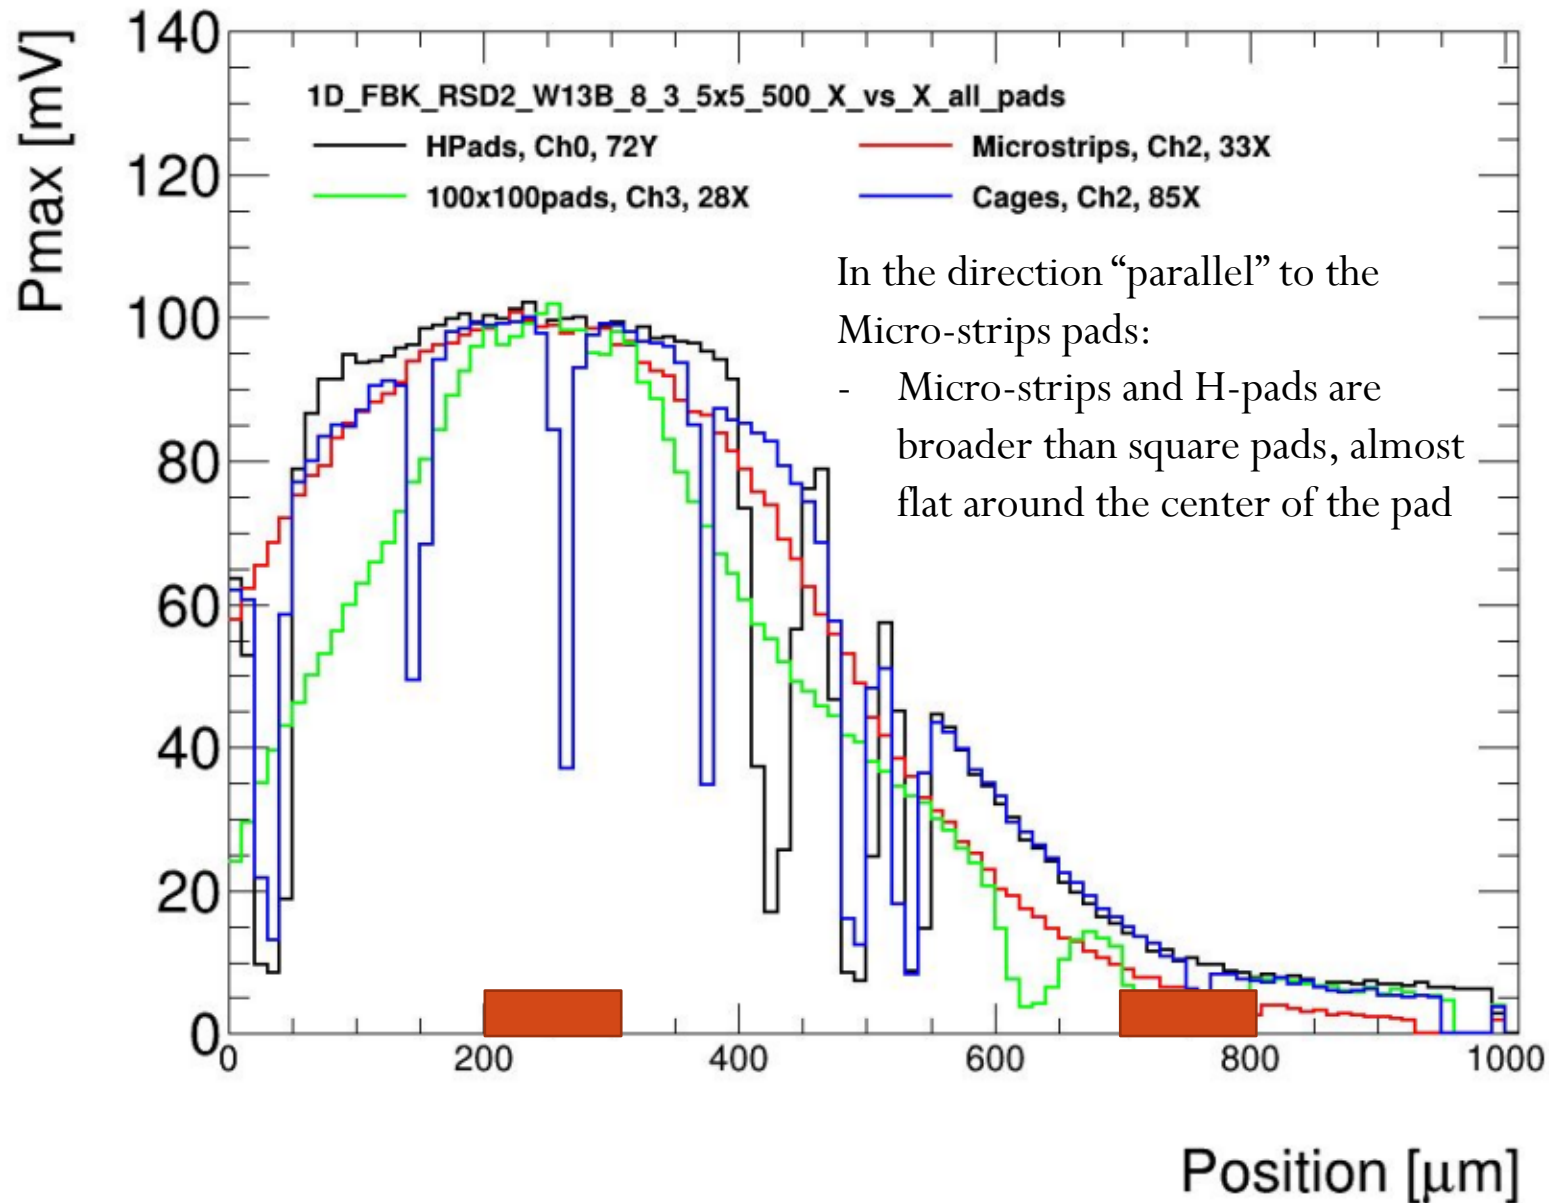 Pmax [mV]
140
120
100
80
60
40
20
0
1D_FBK_RSD2_W13B_8_3_5x5_500_X_vs_X_all_pads
HPads, Ch0, 72Y
Microstrips, Ch2, 33X
100x100pads, Ch3, 28X
Cages, Ch2, 85X
In the direction “parallel” to the
Micro-strips pads:
- Micro-strips and H-pads are
broader than square pads, almost
flat around the center of the pad
0 200 400 600 800 1000
Position [μm]